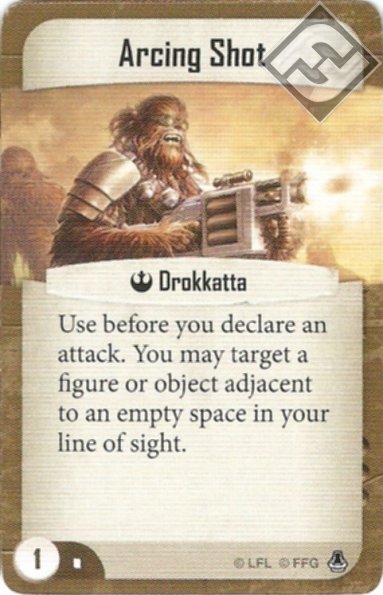 Arcing Shot
Drokkatta
Use before you declare an
attack. You may target a
figure or object adjacent
to an empty space in your
line of sight.
1
© LFL © FFG